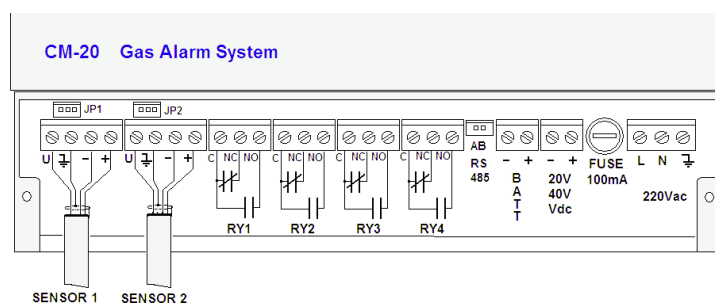 CM-20 Gas Alarm System
JP1 JP2
U - + U - + C NC NO C NC NO C NC NO C NC NO
AB
RS
485
- +
B
A
T
T
- +
20V
40V
Vdc
FUSE
100mA
L N
220Vac
RY1 RY2 RY3 RY4
SENSOR 1 SENSOR 2